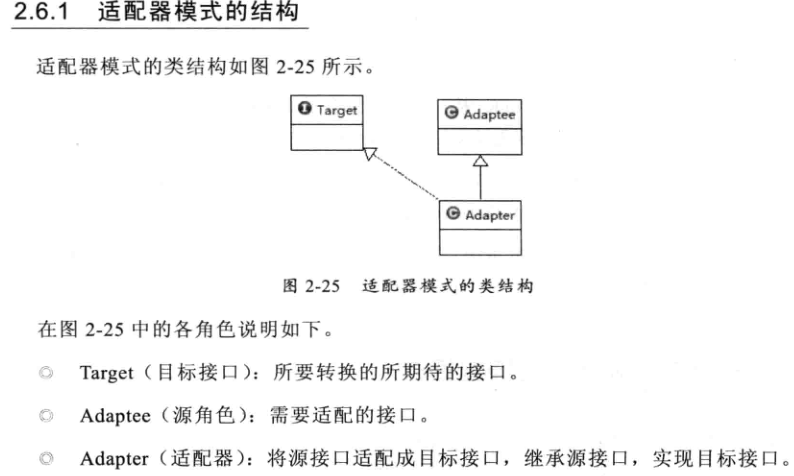 2.6.1 适配器模式的结构
适配器模式的类结构如图 2-25 所示。
I Target
C Adaptee
C Adapter
图 2-25 适配器模式的类结构
在图 2-25 中的各角色说明如下。
◎ Target（目标接口）：所要转换的所期待的接口。
◎ Adaptee（源角色）：需要适配的接口。
◎ Adapter（适配器）：将源接口适配成目标接口，继承源接口，实现目标接口。